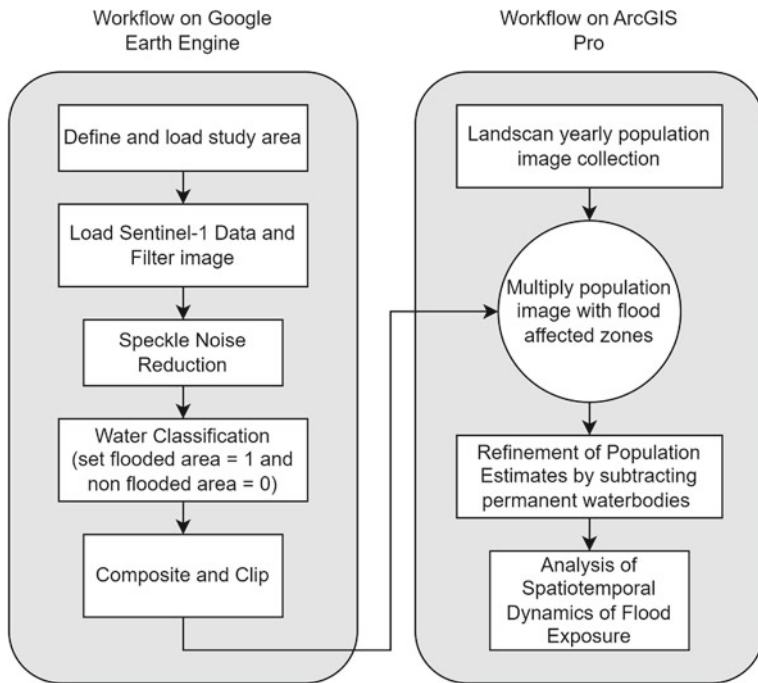 Workflow on Google
Earth Engine
Define and load study area
Load Sentinel-1 Data and
Filter image
Speckle Noise
Reduction
Water Classification
(set flooded area = 1 and
non flooded area = 0)
Composite and Clip
Workflow on ArcGIS
Pro
Landscan yearly population
image collection
Multiply population
image with flood
affected zones
Refinement of Population
Estimates by subtracting
permanent waterbodies
Analysis of
Spatiotemporal
Dynamics of Flood
Exposure